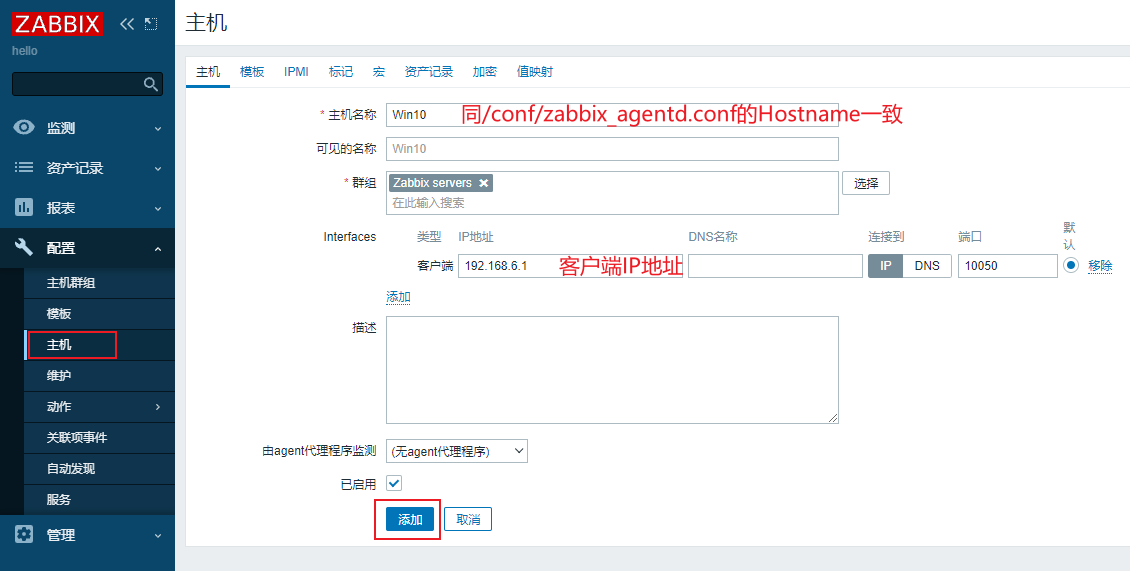 ZABBIX
hello
监测
资产记录
报表
配置
主机群组
模板
主机
维护
动作
关联项事件
自动发现
服务
管理
主机
主机 模板 IPMI 标记 宏 资产记录 加密 值映射
* 主机名称 Win10 同/conf/zabbix_agentd.conf的Hostname一致
可见的名称 Win10
* 群组 Zabbix servers ✖ 选择
在此输入搜索
Interfaces 类型 IP地址 DNS名称 连接到 端口 默认
客户端 192.168.6.1 客户端IP地址 IP DNS 10050 移除
添加
描述
由agent代理程序监测 (无agent代理程序)
已启用
添加 取消